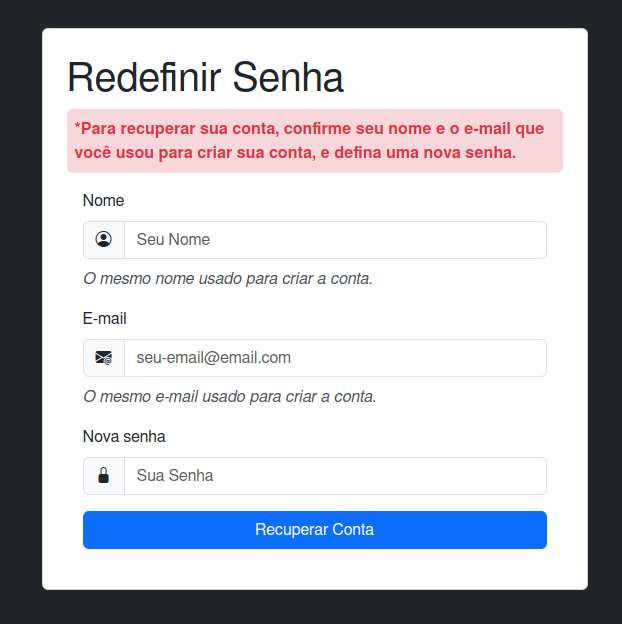 Redefinir Senha
*Para recuperar sua conta, confirme seu nome e o e-mail que
você usou para criar sua conta, e defina uma nova senha.
Nome
Seu Nome
O mesmo nome usado para criar a conta.
E-mail
seu-email@email.com
O mesmo e-mail usado para criar a conta.
Nova senha
Sua Senha
Recuperar Conta